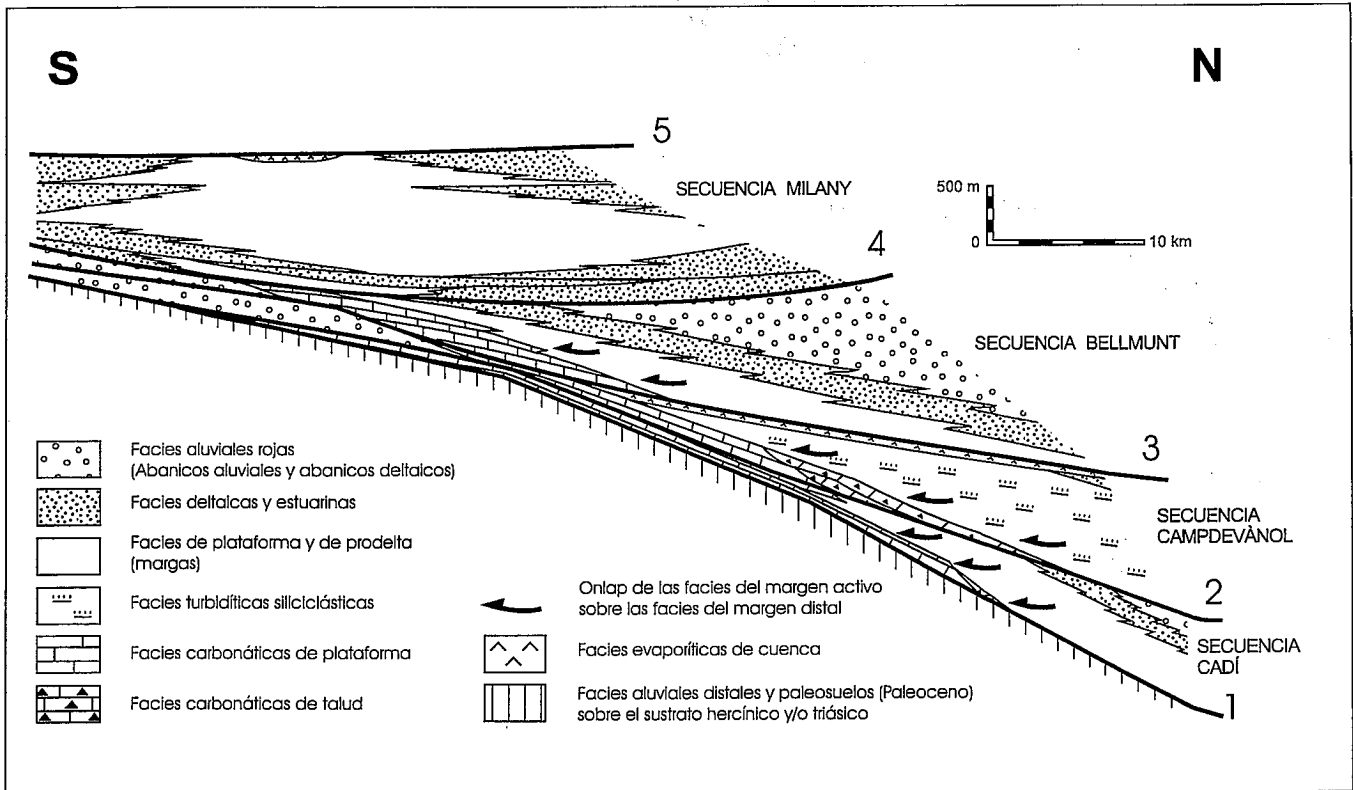 S
N
5
SECUENCIA MILANY
500 m
0
10 km
4
SECUENCIA BELLMUNT
3
SECUENCIA
CAMPDEVÀNOL
2
SECUENCIA
CADÍ
1
Facies aluviales rojas
(Abanicos aluviales y abanicos deltaicos)
Facies deltaicas y estuarinas
Facies de plataforma y de prodelta
(margas)
Facies turbidíticas siliciclásticas
Facies carbonáticas de plataforma
Facies carbonáticas de talud
Onlap de las facies del margen activo
sobre las facies del margen distal
Facies evaporíticas de cuenca
Facies aluviales distales y paleosuelos (Paleoceno)
sobre el sustrato hercínico y/o triásico